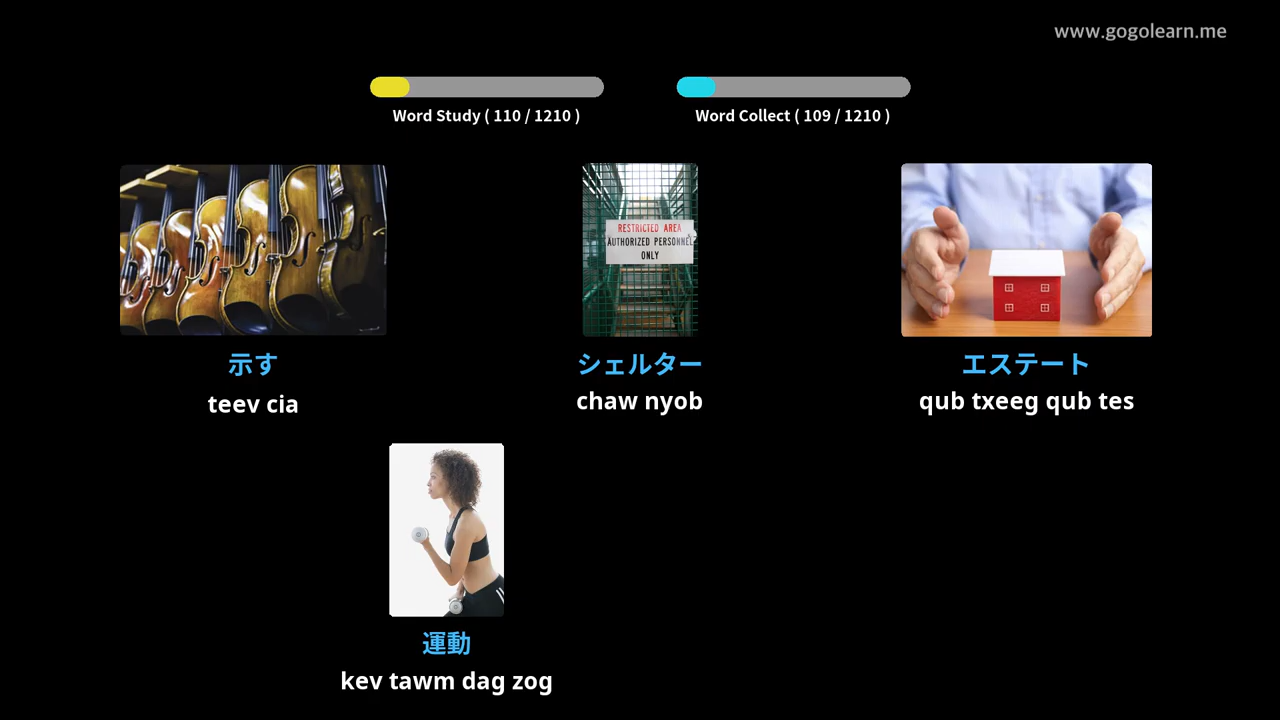 www.gogolearn.me
Word Study ( 110 / 1210 )
Word Collect ( 109 / 1210 )
RESTRICTED AREA
AUTHORIZED PERSONNEL
ONLY
示す
teev cia
シェルター
chaw nyob
エステート
qub txeeg qub tes
運動
kev tawm dag zog